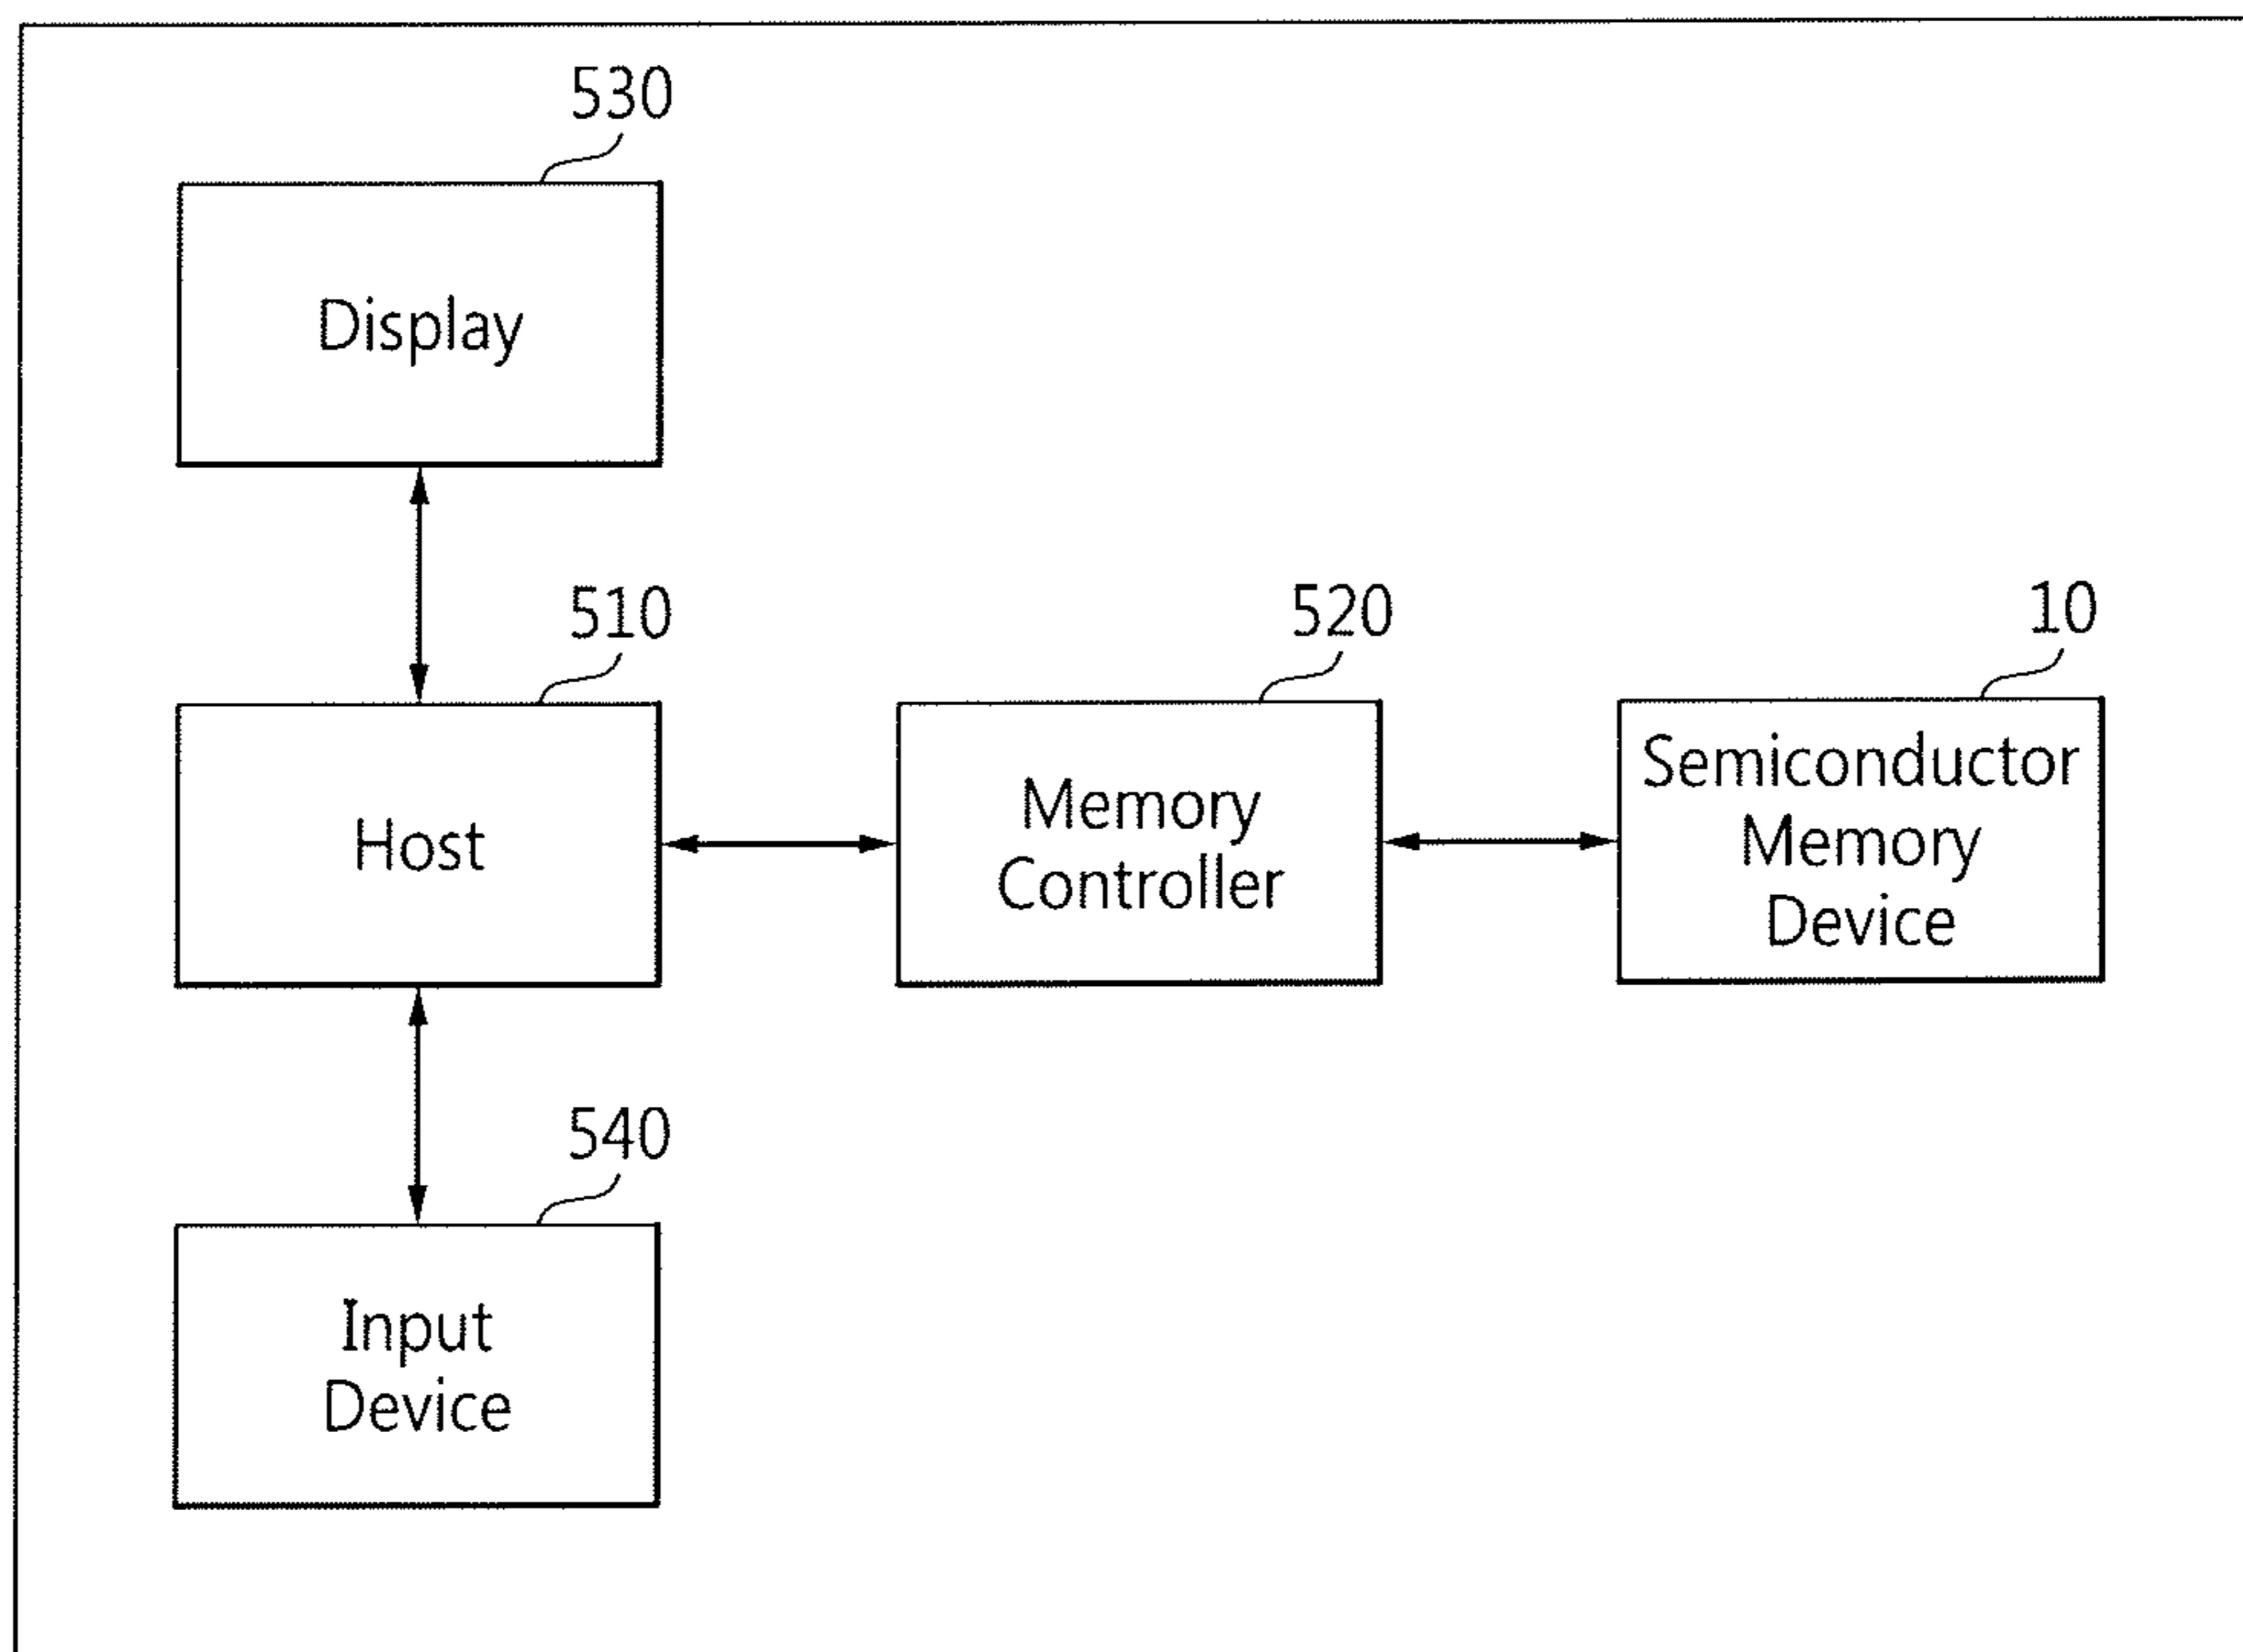 530
Display
510
520
10
Host
Memory
Controller
Semiconductor
Memory
Device
540
Input
Device